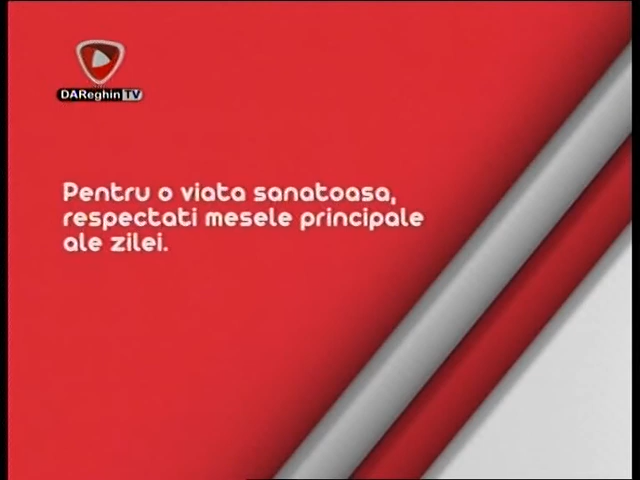 DAReghin TV
Pentru o viata sanatoasa,
respectati mesele principale
ale zilei.